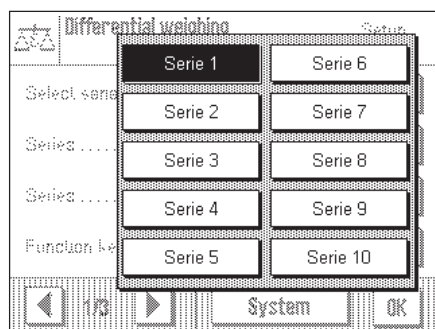 Differential weighing
Setup
Serie 1
Serie 6
Select serie
Serie 2
Serie 7
Series .....
Serie 3
Serie 8
Series .....
Serie 4
Serie 9
Function ke
Serie 5
Serie 10
1/3
System
OK